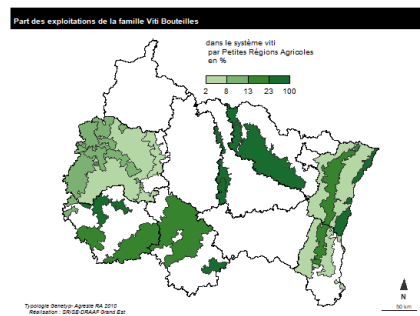 Part des exploitations de la famille Viti Bouteilles
dans le système viti
par Petites Régions Agricoles
en %
2 8 13 23 100
N
50 km
Typologie Genetyp- Agreste RA 2010
Réalisation : SRISE-DRAAF Grand Est